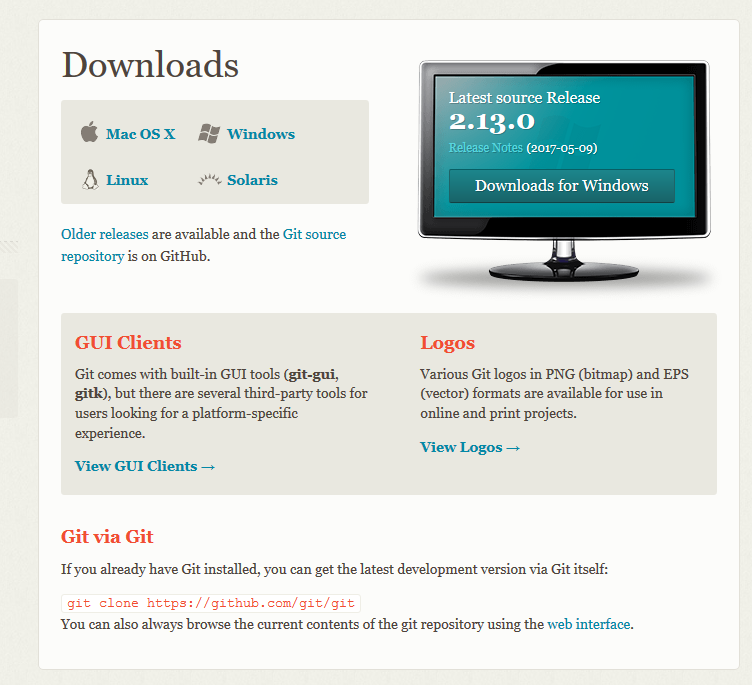 Downloads
Mac OS X
Windows
Linux
Solaris
Older releases are available and the Git source
repository is on GitHub.
Latest source Release
2.13.0
Release Notes (2017-05-09)
Downloads for Windows
GUI Clients
Git comes with built-in GUI tools (git-gui,
gitk), but there are several third-party tools for
users looking for a platform-specific
experience.
View GUI Clients →
Logos
Various Git logos in PNG (bitmap) and EPS
(vector) formats are available for use in
online and print projects.
View Logos →
Git via Git
If you already have Git installed, you can get the latest development version via Git itself:
git clone https://github.com/git/git
You can also always browse the current contents of the git repository using the web interface.